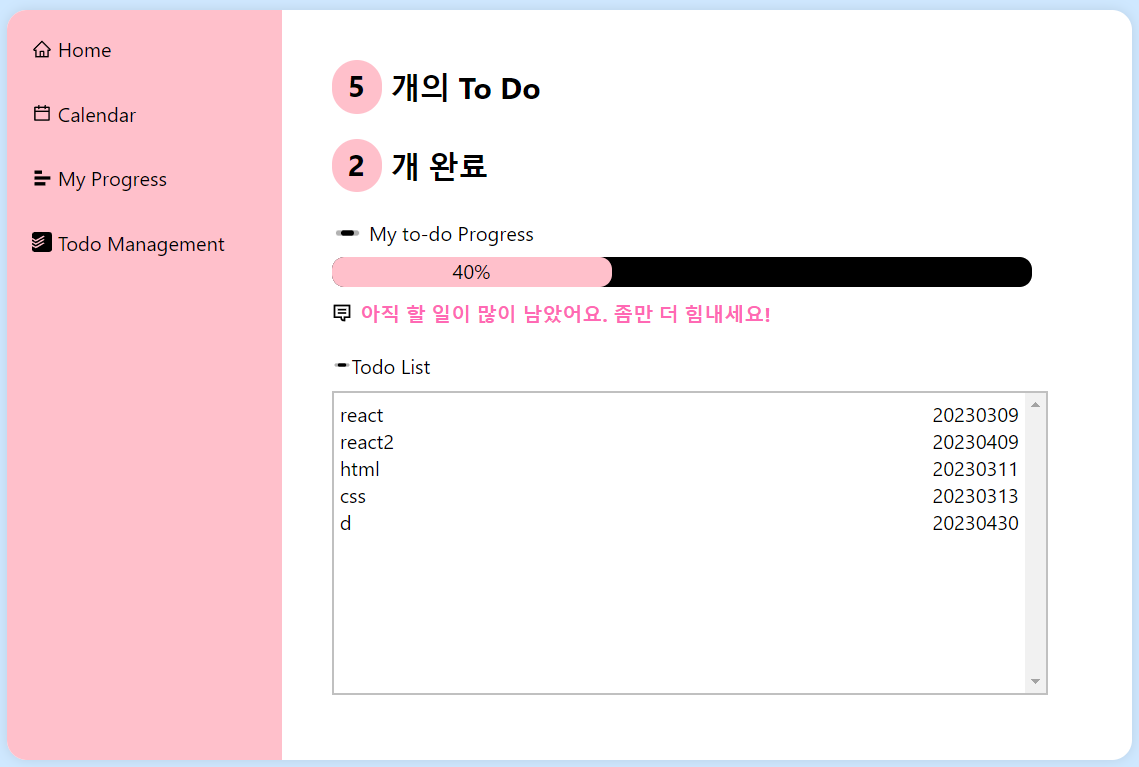 Home
Calendar
My Progress
Todo Management
5 개의 To Do
2 개 완료
My to-do Progress
40%
아직 할 일이 많이 남았어요. 좀만 더 힘내세요!
Todo List
react 20230309
react2 20230409
html 20230311
css 20230313
d 20230430